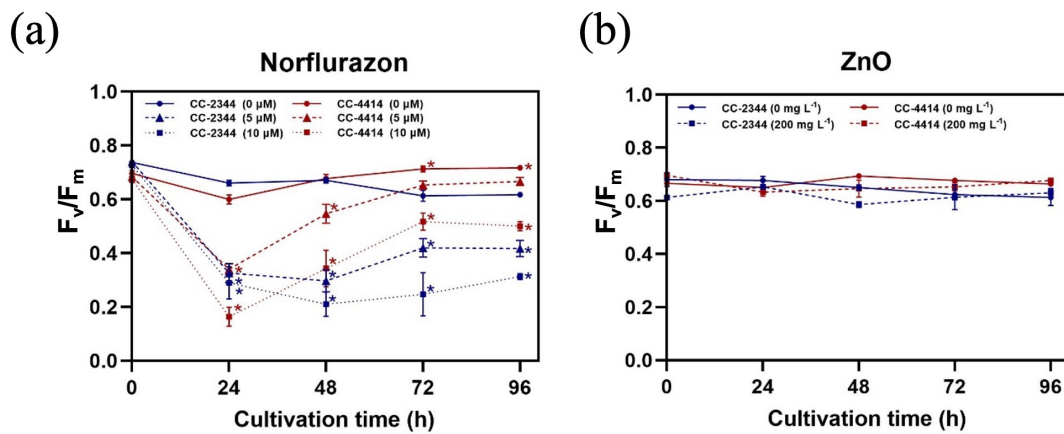 (a)
Norflurazon
1.0
CC-2344 (0 µM) CC-4414 (0 µM)
CC-2344 (5 µM) CC-4414 (5 µM)
CC-2344 (10 µM) CC-4414 (10 µM)
0.8
0.6
0.4
0.2
0.0
Fv/Fm
0 24 48 72 96
Cultivation time (h)
* * * * * * * * * * * * * * *
(b)
ZnO
1.0
CC-2344 (0 mg L⁻¹) CC-4414 (0 mg L⁻¹)
CC-2344 (200 mg L⁻¹) CC-4414 (200 mg L⁻¹)
0.8
0.6
0.4
0.2
0.0
Fv/Fm
0 24 48 72 96
Cultivation time (h)